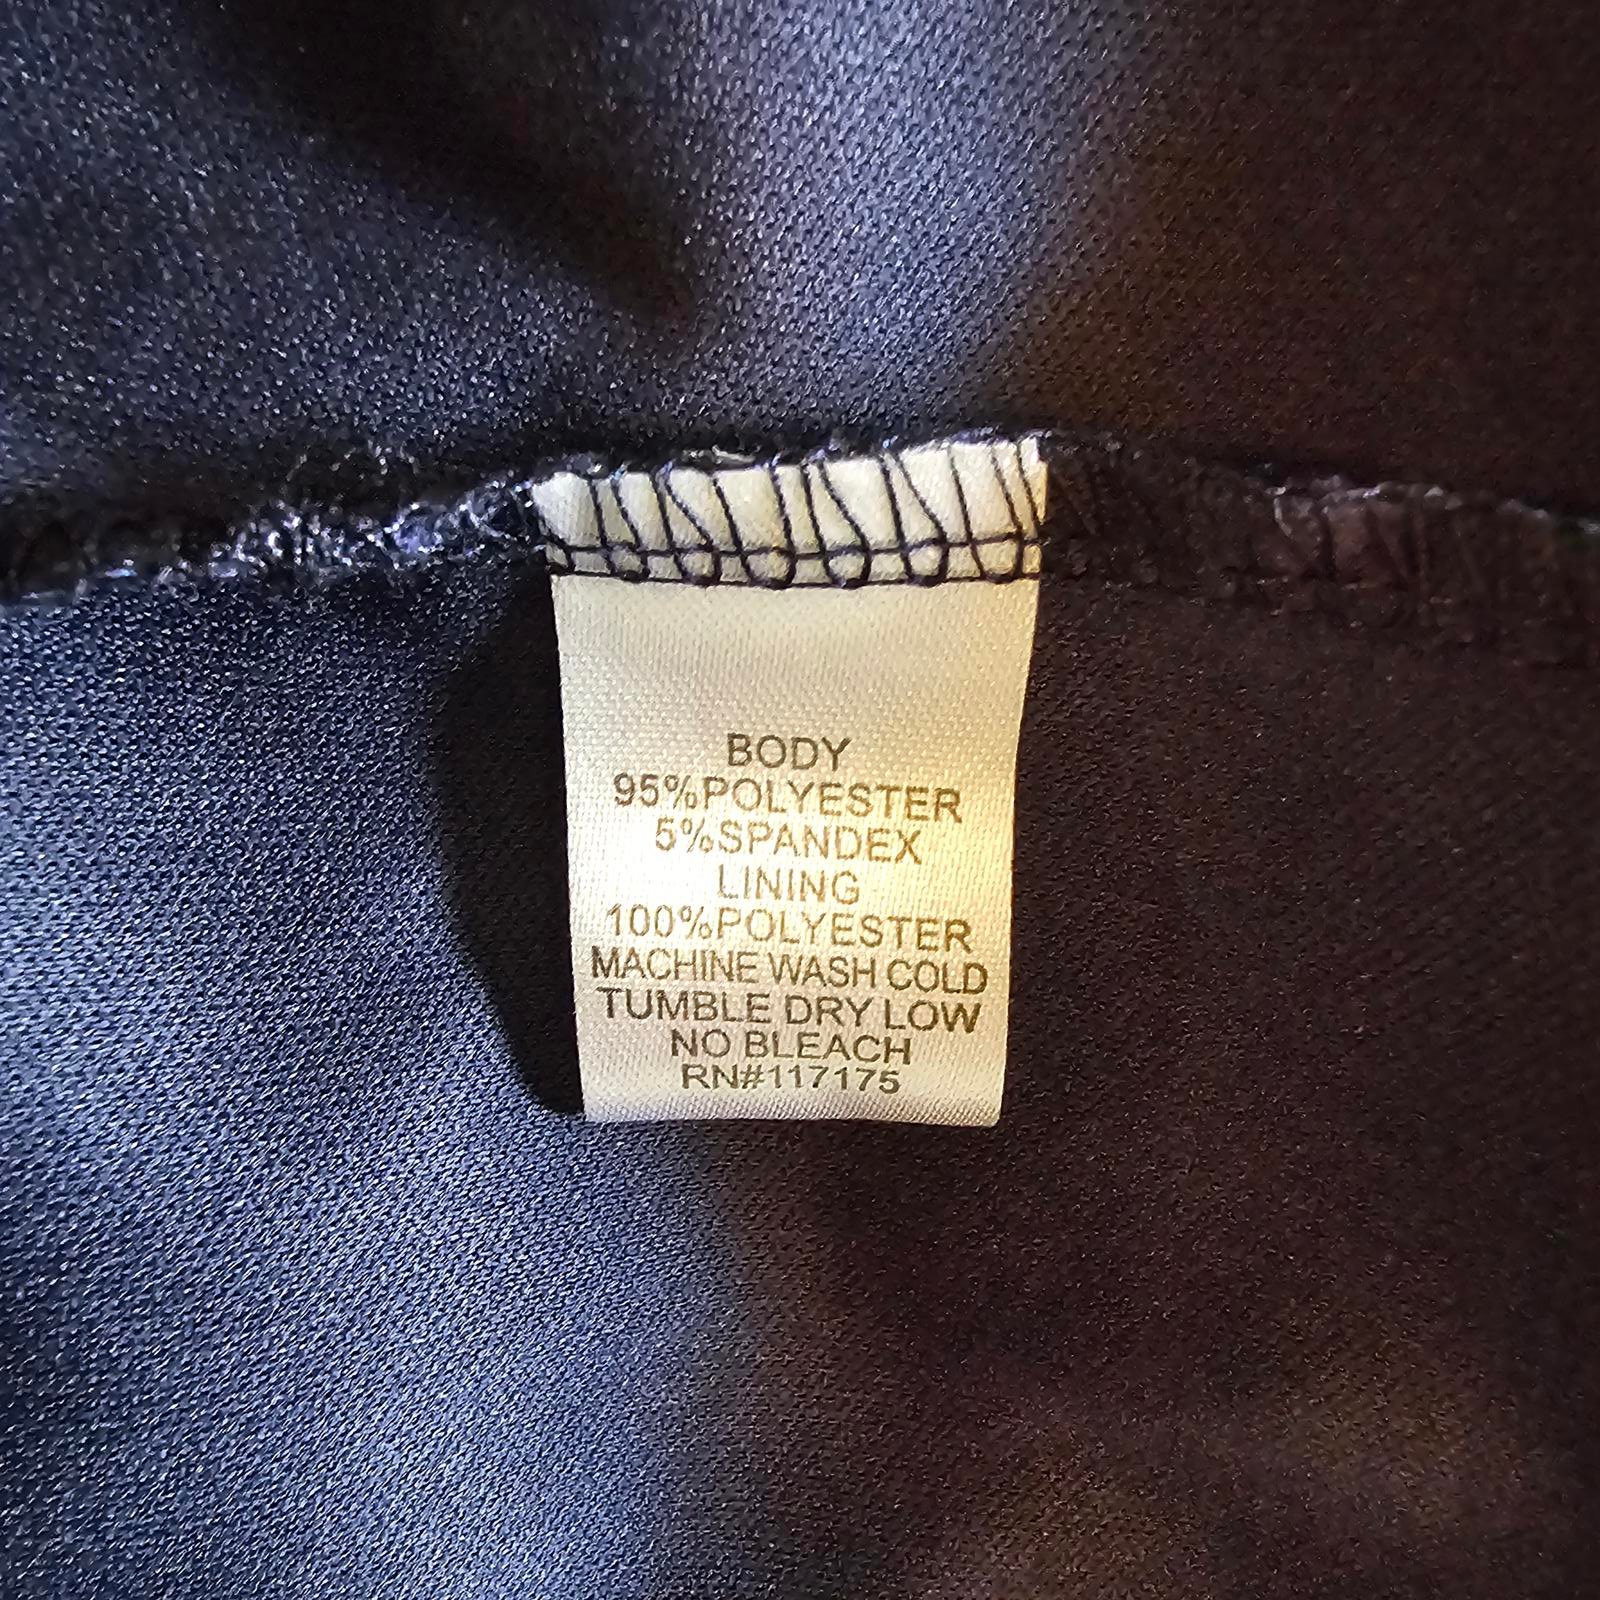 BODY
95%POLYESTER
5%SPANDEX
LINING
100%POLYESTER
MACHINE WASH COLD
TUMBLE DRY LOW
NO BLEACH
RN#117175